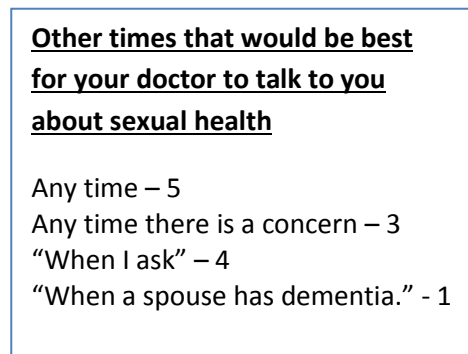 Other times that would be best
for your doctor to talk to you
about sexual health
Any time – 5
Any time there is a concern – 3
“When I ask” – 4
“When a spouse has dementia.” - 1